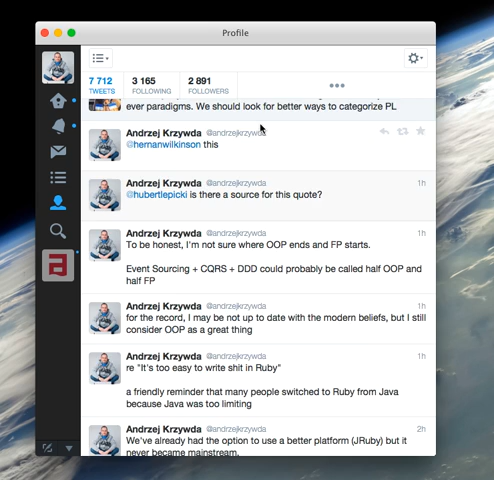 Profile
7 712
TWEETS
3 165
FOLLOWING
2 891
FOLLOWERS
ever paradigms. We should look for better ways to categorize PL
Andrzej Krzywda @andrzejkrzywda
@hernanwilkinson this
Andrzej Krzywda @andrzejkrzywda 1h
@hubertlepicki is there a source for this quote?
Andrzej Krzywda @andrzejkrzywda 1h
To be honest, I'm not sure where OOP ends and FP starts.
Event Sourcing + CQRS + DDD could probably be called half OOP and
half FP
Andrzej Krzywda @andrzejkrzywda 1h
for the record, I may be not up to date with the modern beliefs, but I still
consider OOP as a great thing
Andrzej Krzywda @andrzejkrzywda 1h
re "It's too easy to write shit in Ruby"
a friendly reminder that many people switched to Ruby from Java
because Java was too limiting
Andrzej Krzywda @andrzejkrzywda 2h
We've already had the option to use a better platform (JRuby) but it
never became mainstream.
a